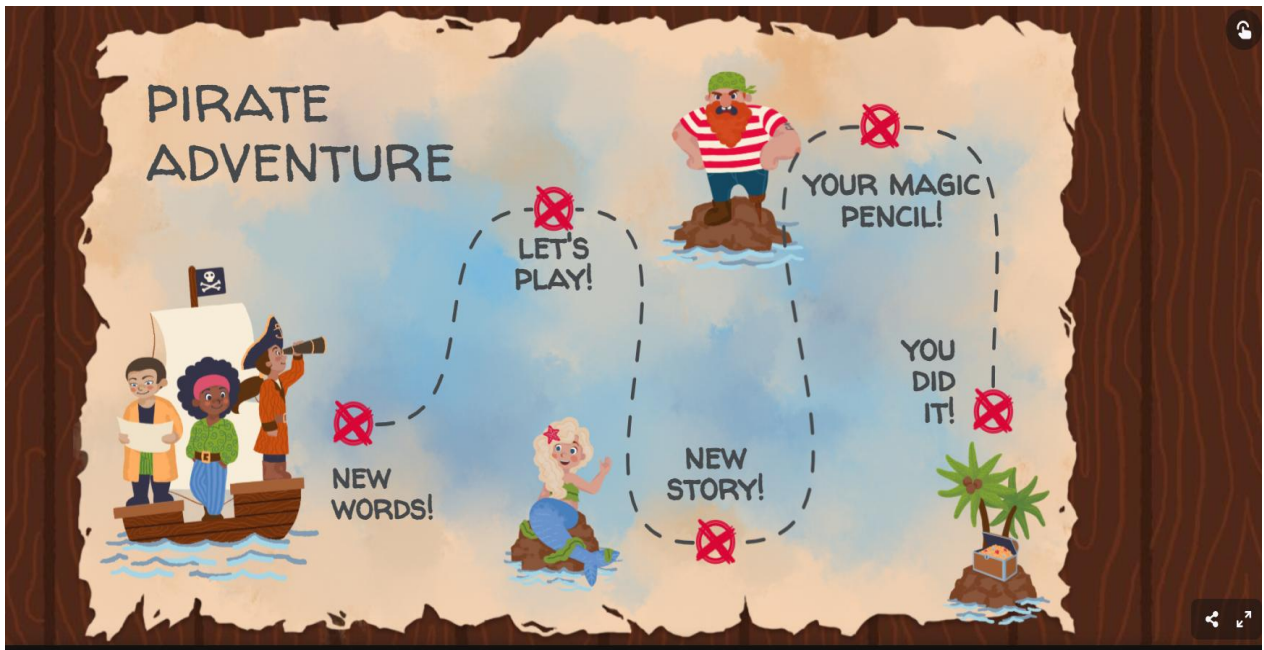 PIRATE
ADVENTURE
NEW
WORDS!
LET'S
PLAY!
NEW
STORY!
YOUR MAGIC
PENCIL!
YOU
DID
IT!